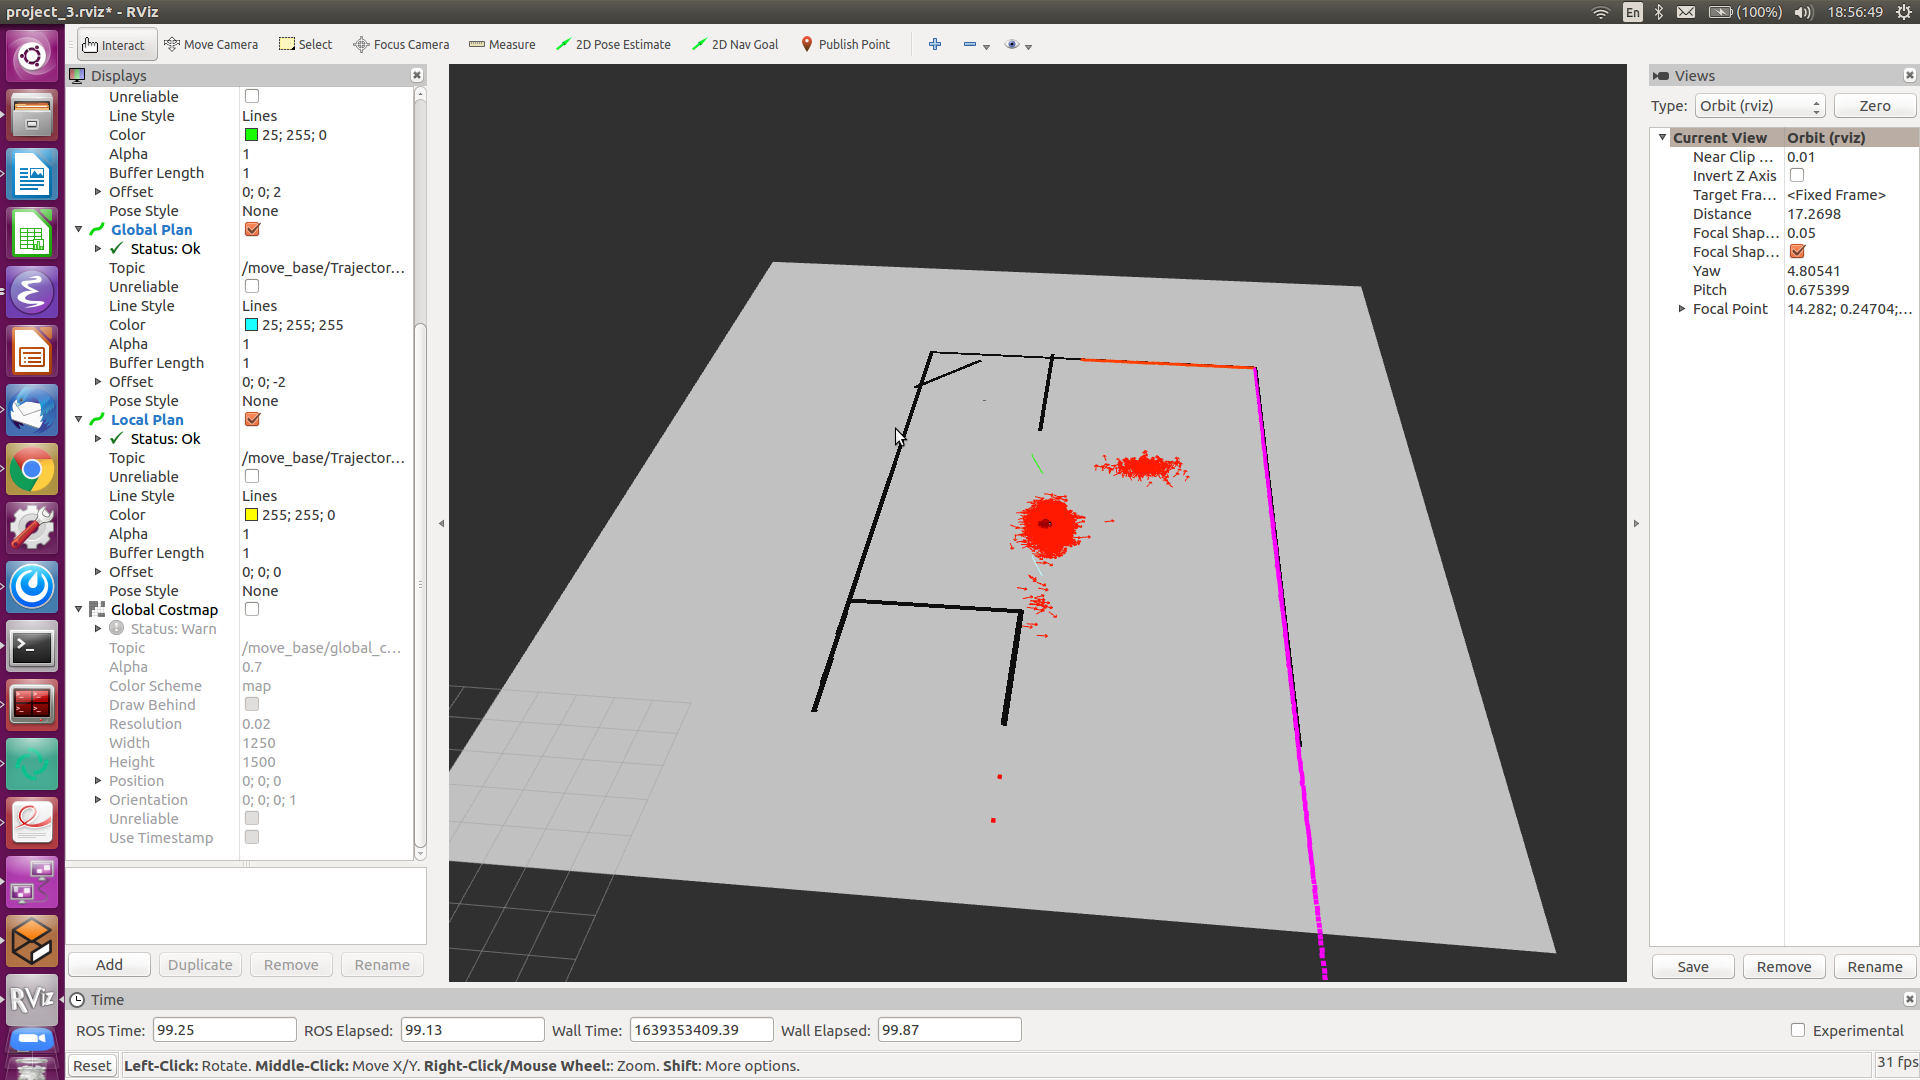 project_3.rviz* - RViz
En
(100%)
18:56:49
Interact
Move Camera
Select
Focus Camera
Measure
2D Pose Estimate
2D Nav Goal
Publish Point
Displays
Unreliable
Line Style Lines
Color 25; 255; 0
Alpha 1
Buffer Length 1
Offset 0; 0; 2
Pose Style None
Global Plan
Status: Ok
Topic /move_base/Trajector...
Unreliable
Line Style Lines
Color 25; 255; 255
Alpha 1
Buffer Length 1
Offset 0; 0; -2
Pose Style None
Local Plan
Status: Ok
Topic /move_base/Trajector...
Unreliable
Line Style Lines
Color 255; 255; 0
Alpha 1
Buffer Length 1
Offset 0; 0; 0
Pose Style None
Global Costmap
Status: Warn
Topic /move_base/global_c...
Alpha 0.7
Color Scheme map
Draw Behind
Resolution 0.02
Width 1250
Height 1500
Position 0; 0; 0
Orientation 0; 0; 0; 1
Unreliable
Use Timestamp
Add
Duplicate
Remove
Rename
Views
Type: Orbit (rviz) Zero
Current View Orbit (rviz)
Near Clip ... 0.01
Invert Z Axis
Target Fra... <Fixed Frame>
Distance 17.2698
Focal Shap... 0.05
Focal Shap...
Yaw 4.80541
Pitch 0.675399
Focal Point 14.282; 0.24704;...
Save
Remove
Rename
RViz
Time
ROS Time: 99.25 ROS Elapsed: 99.13 Wall Time: 1639353409.39 Wall Elapsed: 99.87 Experimental
Reset Left-Click: Rotate. Middle-Click: Move X/Y. Right-Click/Mouse Wheel:: Zoom. Shift: More options. 31 fps